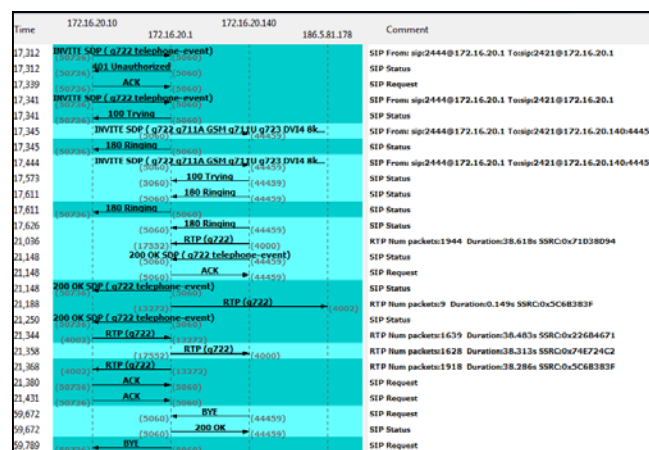 172.16.20.10 172.16.20.140
Time 172.16.20.1 186.5.81.178 Comment
17,312 INVITE SDP ( g722 telephone-event) SIP From: sip:2444@172.16.20.1 To:sip:2421@172.16.20.1
(50736) (5060)
17,312 401 Unauthorized SIP Status
(50736) (5060)
17,339 ACK SIP Request
(50736) (5060)
17,341 INVITE SDP ( g722 telephone-event) SIP From: sip:2444@172.16.20.1 To:sip:2421@172.16.20.1
(50736) (5060)
17,341 100 Trying SIP Status
(50736) (5060)
17,345 INVITE SDP ( g722 g711A GSM g711U g723 DVI4 8k... SIP From: sip:2444@172.16.20.1 To:sip:2421@172.16.20.140:4445
(5060) (44459)
17,345 180 Ringing SIP Status
(50736) (5060)
17,444 INVITE SDP ( g722 g711A GSM g711U g723 DVI4 8k... SIP From: sip:2444@172.16.20.1 To:sip:2421@172.16.20.140:4445
(5060) (44459)
17,573 100 Trying SIP Status
(5060) (44459)
17,611 180 Ringing SIP Status
(5060) (44459)
17,611 180 Ringing SIP Status
(50736) (5060)
17,626 180 Ringing SIP Status
(5060) (44459)
21,036 RTP (g722) RTP Num packets:1944 Duration:38.618s SSRC:0x71D38D94
(17352) (4000)
21,148 200 OK SDP ( g722 telephone-event) SIP Status
(5060) (44459)
21,148 ACK SIP Request
(5060) (44459)
21,148 200 OK SDP ( g722 telephone-event) SIP Status
(50736) (5060)
21,188 RTP (g722) RTP Num packets:9 Duration:0.149s SSRC:0x5C6B383F
(13272) (4002)
21,250 200 OK SDP ( g722 telephone-event) SIP Status
(50736) (5060)
21,344 RTP (g722) RTP Num packets:1639 Duration:38.483s SSRC:0x22684671
(4002) (13272)
21,358 RTP (g722) RTP Num packets:1628 Duration:38.313s SSRC:0x74E724C2
(17352) (4000)
21,368 RTP (g722) RTP Num packets:1918 Duration:38.286s SSRC:0x5C6B383F
(4002) (13272)
21,380 ACK SIP Request
(50736) (5060)
21,431 ACK SIP Request
(50736) (5060)
59,672 BYE SIP Request
(5060) (44459)
59,672 200 OK SIP Status
(5060) (44459)
59,789 BYE SIP Request